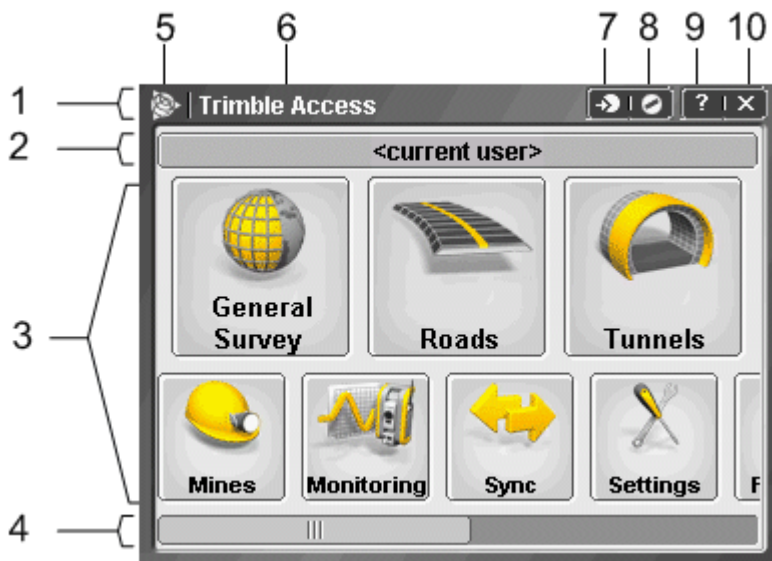 5 6 7 8 9 10
1 Trimble Access ? X
2 <current user>
General Survey
Roads
Tunnels
3
Mines
Monitoring
Sync
Settings
F
4